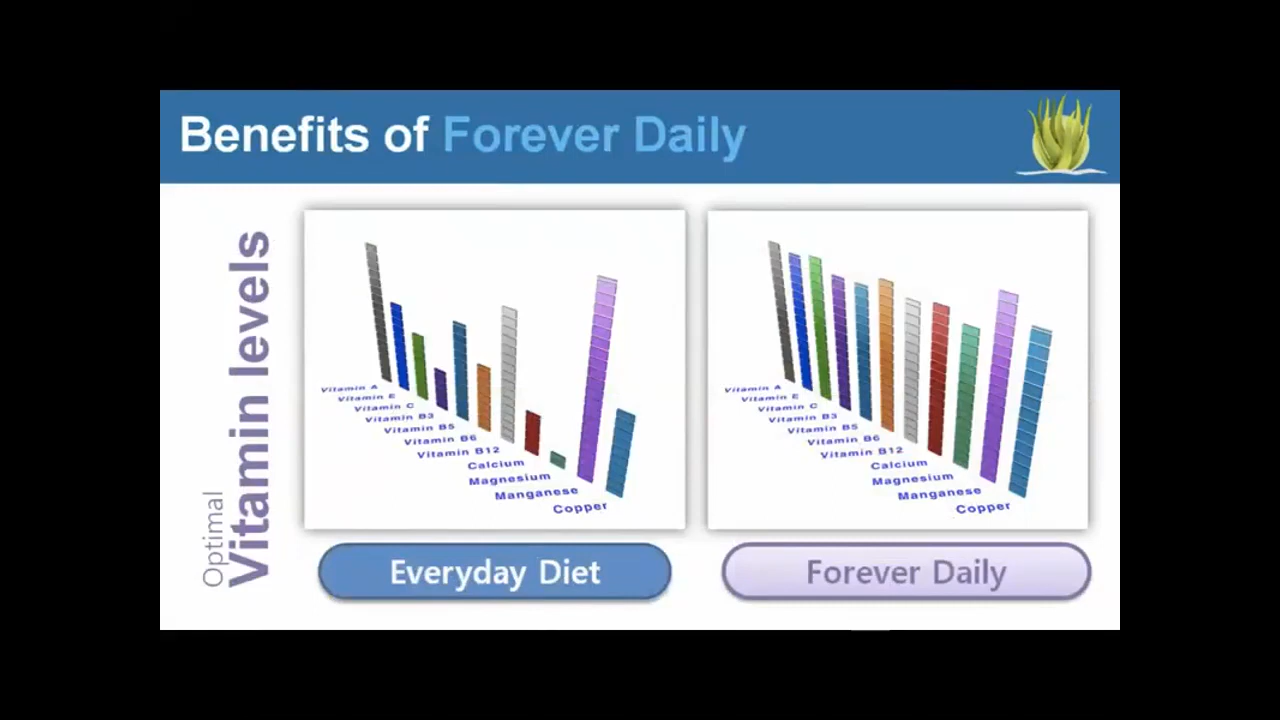 Benefits of Forever Daily
Optimal
Vitamin levels
Vitamin A
Vitamin E
Vitamin C
Vitamin B3
Vitamin B5
Vitamin B6
Vitamin B12
Calcium
Magnesium
Manganese
Copper
Everyday Diet
Vitamin A
Vitamin E
Vitamin C
Vitamin B3
Vitamin B5
Vitamin B6
Vitamin B12
Calcium
Magnesium
Manganese
Copper
Forever Daily